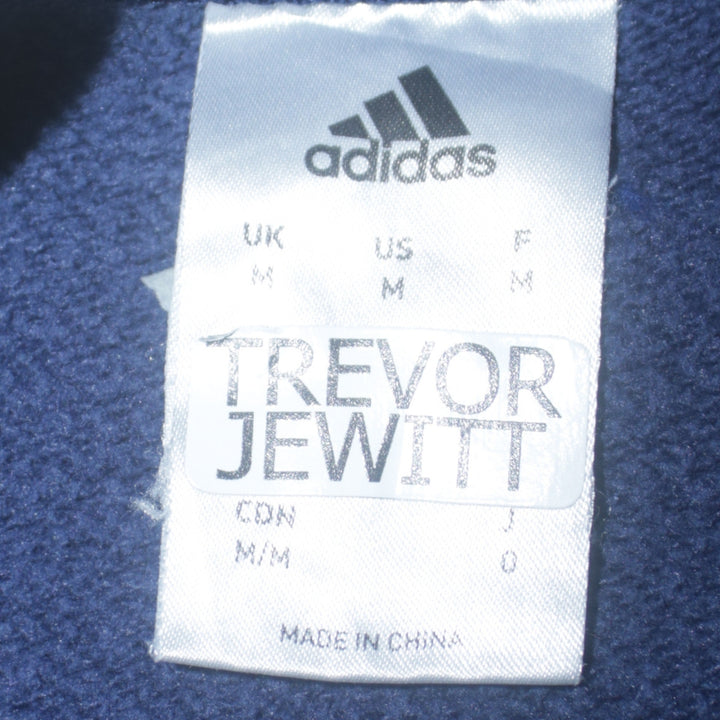 adidas
UK US F
M M M
TREVOR
JEWITT
CDN J
M/M O
MADE IN CHINA